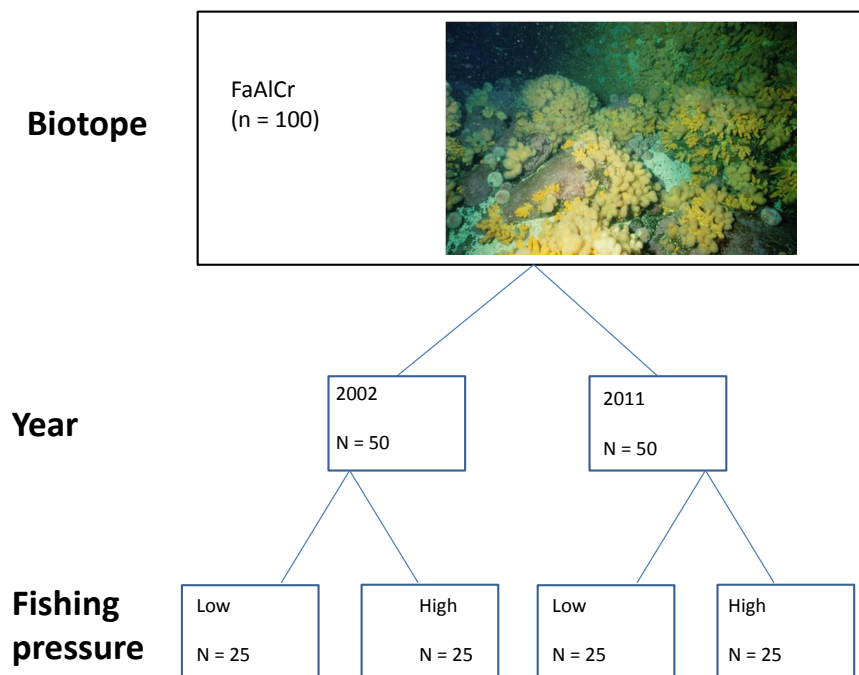 Biotope
FaAlCr
(n = 100)
Year
2002
N = 50
2011
N = 50
Fishing
pressure
Low
N = 25
High
N = 25
Low
N = 25
High
N = 25